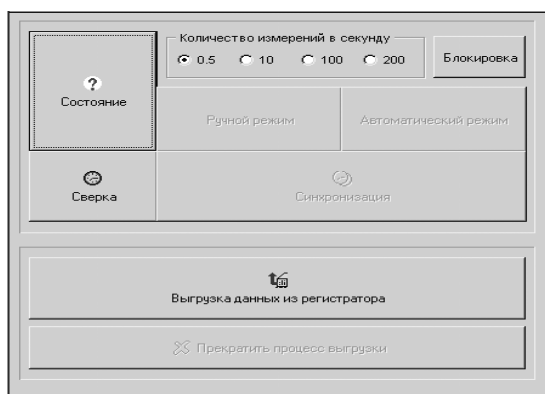 Количество измерений в секунду
0.5 10 100 200
Блокировка
?
Состояние
Ручной режим
Автоматический режим
Сверка
Синхронизация
Выгрузка данных из регистратора
Прекратить процесс выгрузки